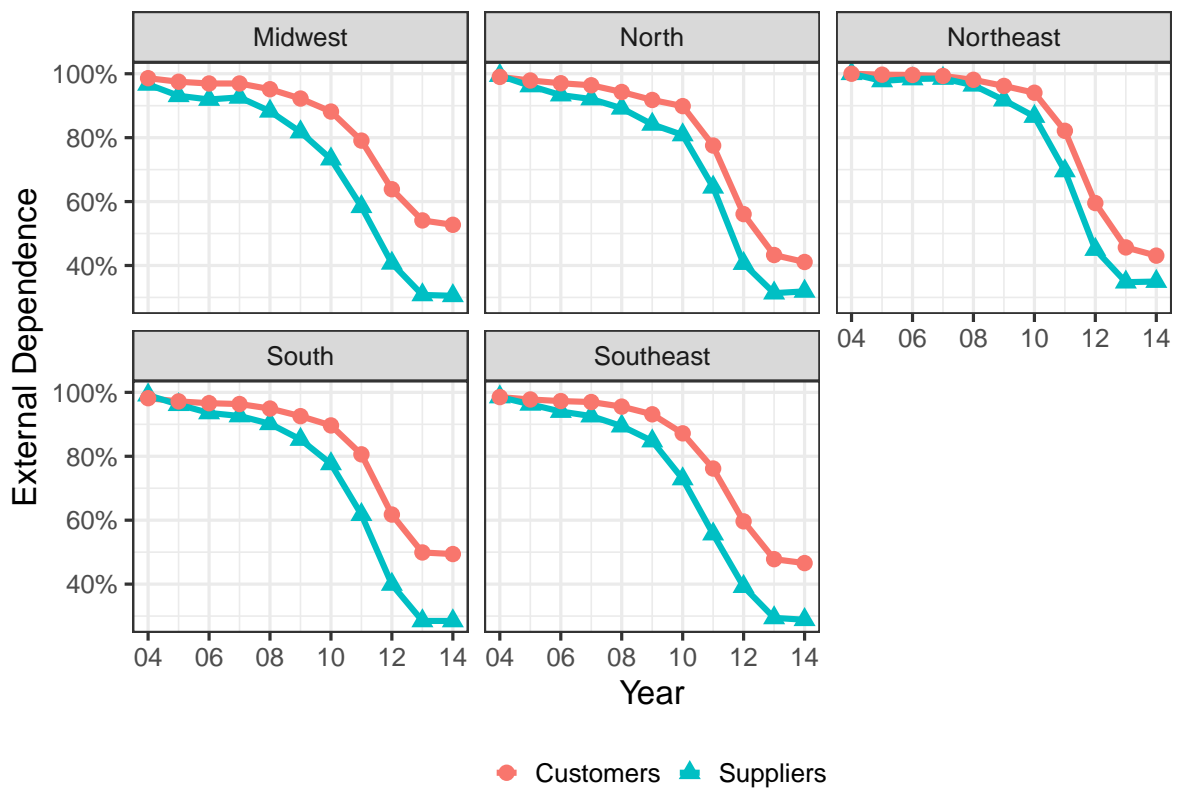 Midwest North Northeast
100%
80%
60%
40%
04 06 08 10 12 14
South Southeast
100%
80%
60%
40%
04 06 08 10 12 14 04 06 08 10 12 14
External Dependence
Year
Customers Suppliers